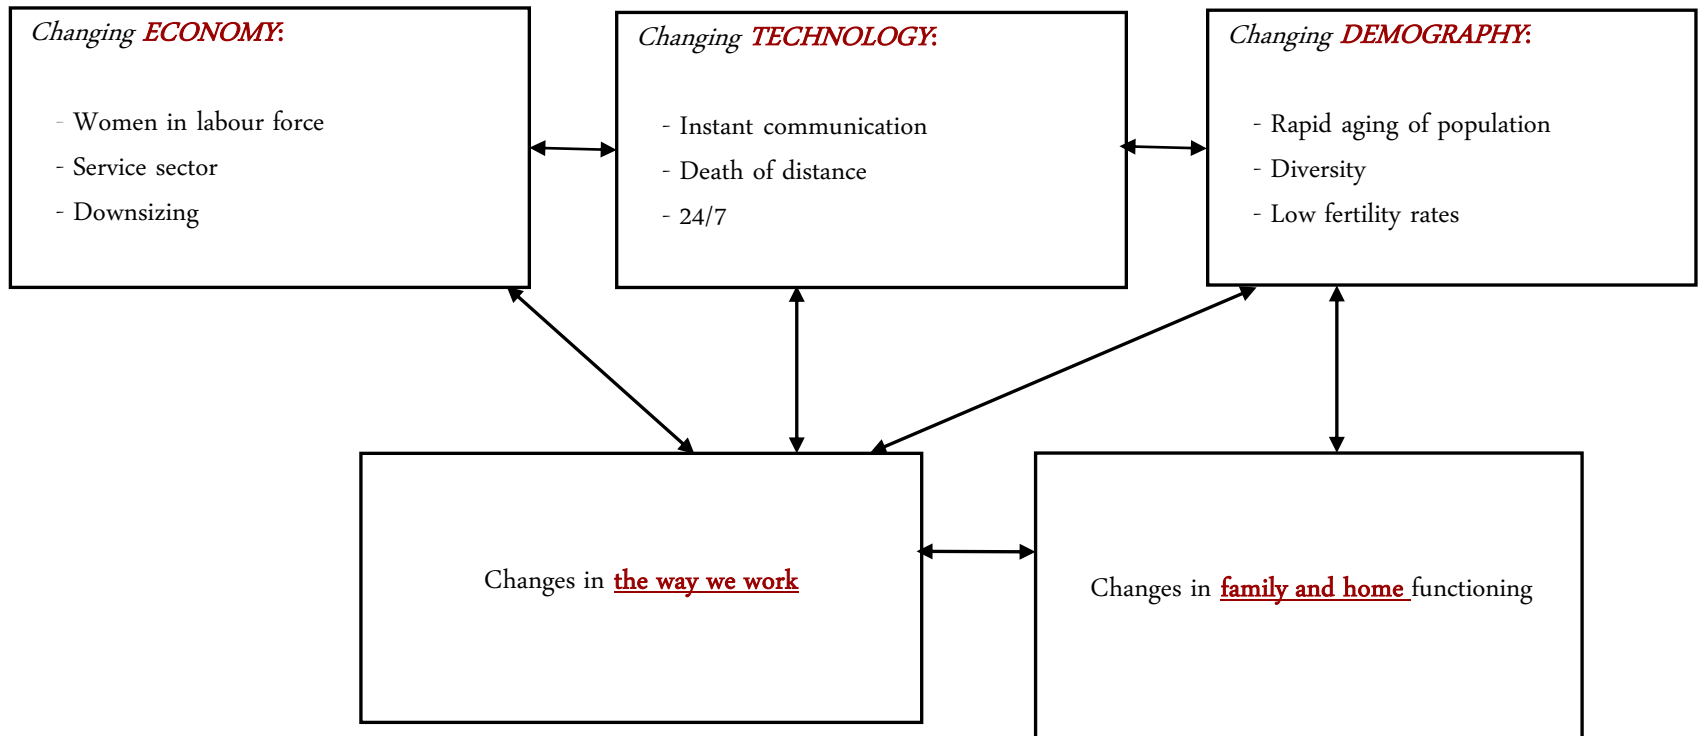 Changing ECONOMY:
- Women in labour force
- Service sector
- Downsizing
Changing TECHNOLOGY:
- Instant communication
- Death of distance
- 24/7
Changing DEMOGRAPHY:
- Rapid aging of population
- Diversity
- Low fertility rates
Changes in the way we work
Changes in family and home functioning